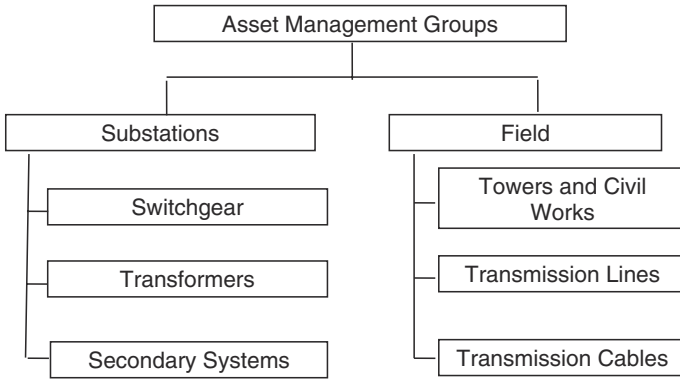 Asset Management Groups
Substations
Field
Switchgear
Transformers
Secondary Systems
Towers and Civil
Works
Transmission Lines
Transmission Cables